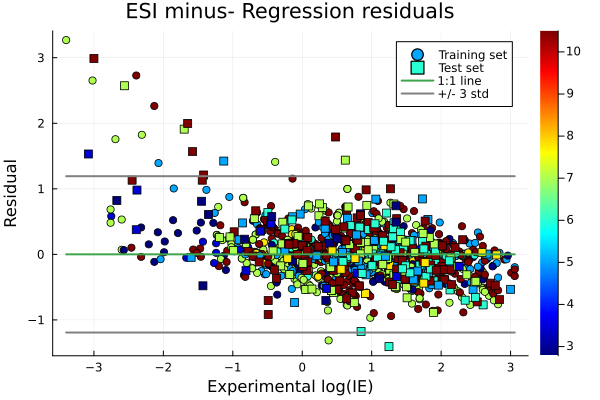 ESI minus- Regression residuals
Training set
Test set
1:1 line
+/- 3 std
Residual
3
2
1
0
−1
−3
−2
−1
0
1
2
3
Experimental log(IE)
10
9
8
7
6
5
4
3